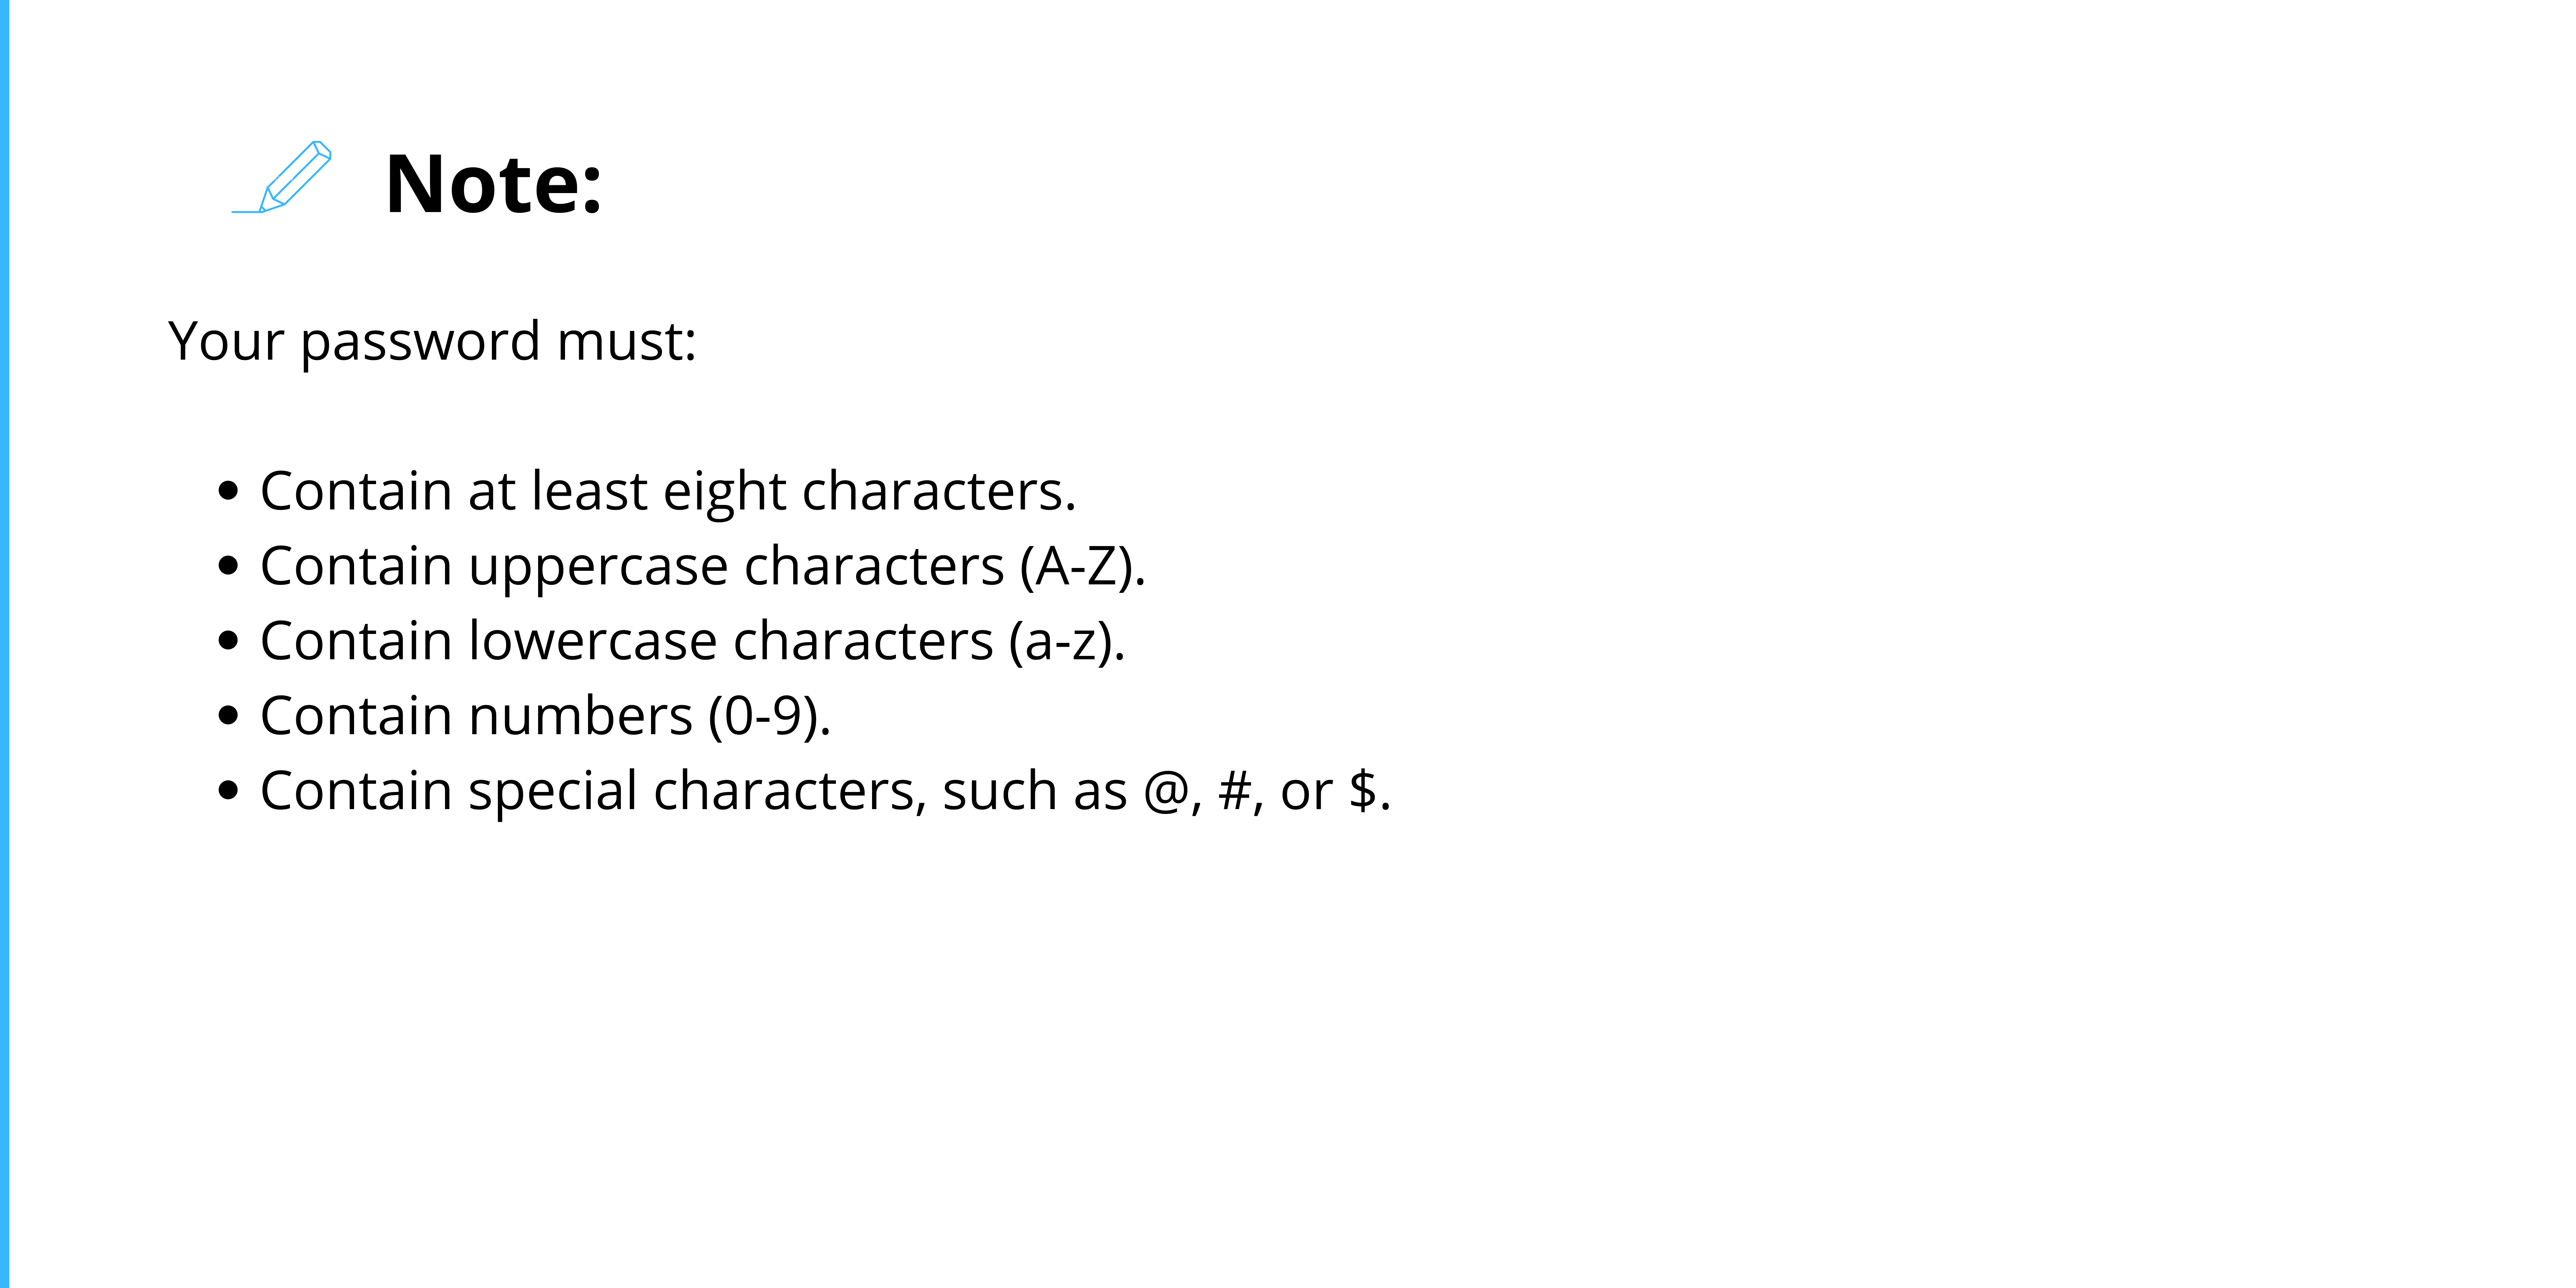 Note:
Your password must:
• Contain at least eight characters.
• Contain uppercase characters (A-Z).
• Contain lowercase characters (a-z).
• Contain numbers (0-9).
• Contain special characters, such as @, #, or $.